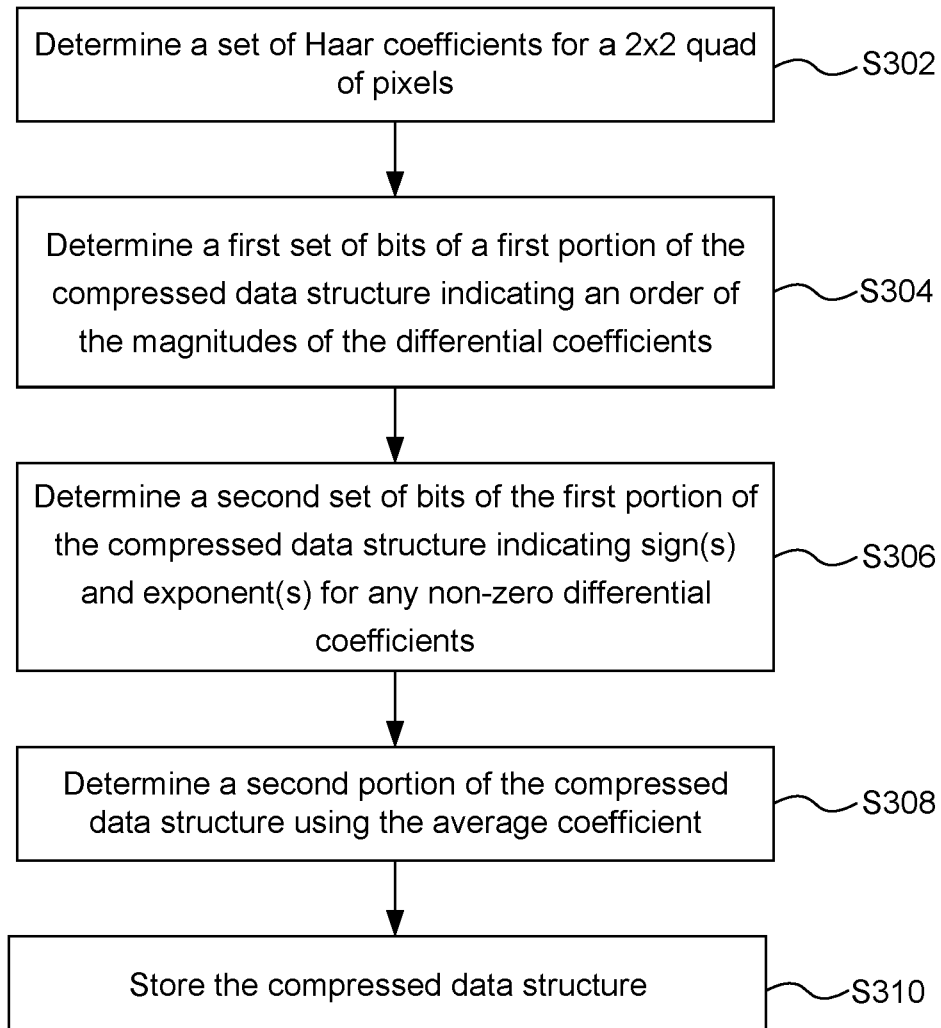 Determine a set of Haar coefficients for a 2x2 quad
of pixels
S302
Determine a first set of bits of a first portion of the
compressed data structure indicating an order of
the magnitudes of the differential coefficients
S304
Determine a second set of bits of the first portion of
the compressed data structure indicating sign(s)
and exponent(s) for any non-zero differential
coefficients
S306
Determine a second portion of the compressed
data structure using the average coefficient
S308
Store the compressed data structure
S310